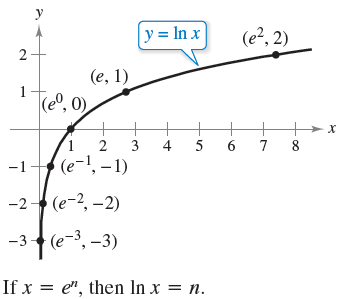 y
y = ln x
(e², 2)
2
(e, 1)
1
(e⁰, 0)
x
1 2 3 4 5 6 7 8
−1
(e⁻¹, −1)
−2
(e⁻², −2)
−3
(e⁻³, −3)
If x = eⁿ, then ln x = n.